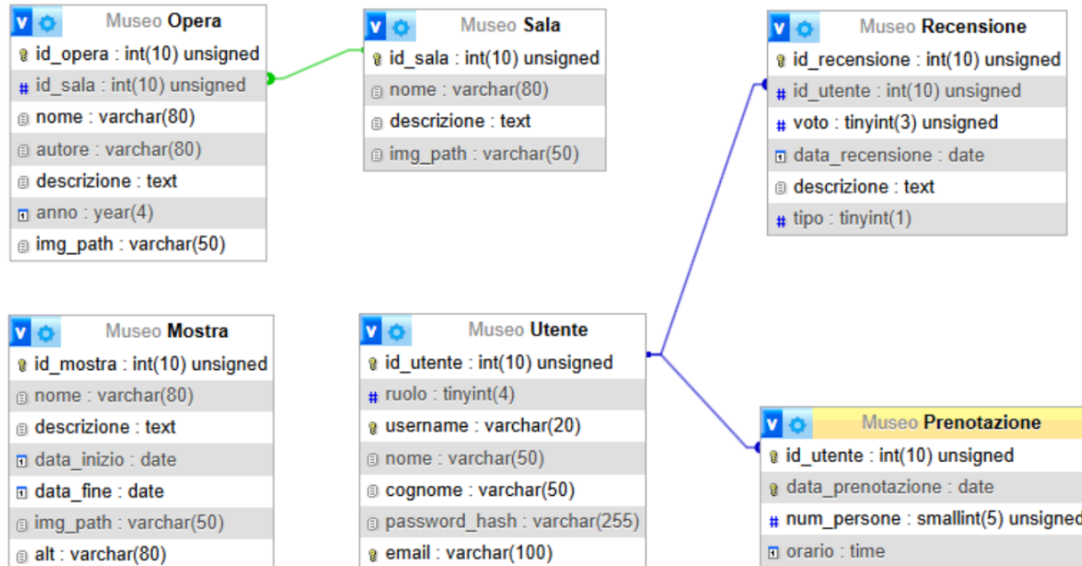 Museo Opera
id_opera : int(10) unsigned
# id_sala : int(10) unsigned
nome : varchar(80)
autore : varchar(80)
descrizione : text
anno : year(4)
img_path : varchar(50)
Museo Sala
id_sala : int(10) unsigned
nome : varchar(80)
descrizione : text
img_path : varchar(50)
Museo Recensione
id_recensione : int(10) unsigned
# id_utente : int(10) unsigned
# voto : tinyint(3) unsigned
data_recensione : date
descrizione : text
# tipo : tinyint(1)
Museo Mostra
id_mostra : int(10) unsigned
nome : varchar(80)
descrizione : text
data_inizio : date
data_fine : date
img_path : varchar(50)
alt : varchar(80)
Museo Utente
id_utente : int(10) unsigned
# ruolo : tinyint(4)
username : varchar(20)
nome : varchar(50)
cognome : varchar(50)
password_hash : varchar(255)
email : varchar(100)
Museo Prenotazione
id_utente : int(10) unsigned
data_prenotazione : date
# num_persone : smallint(5) unsigned
orario : time